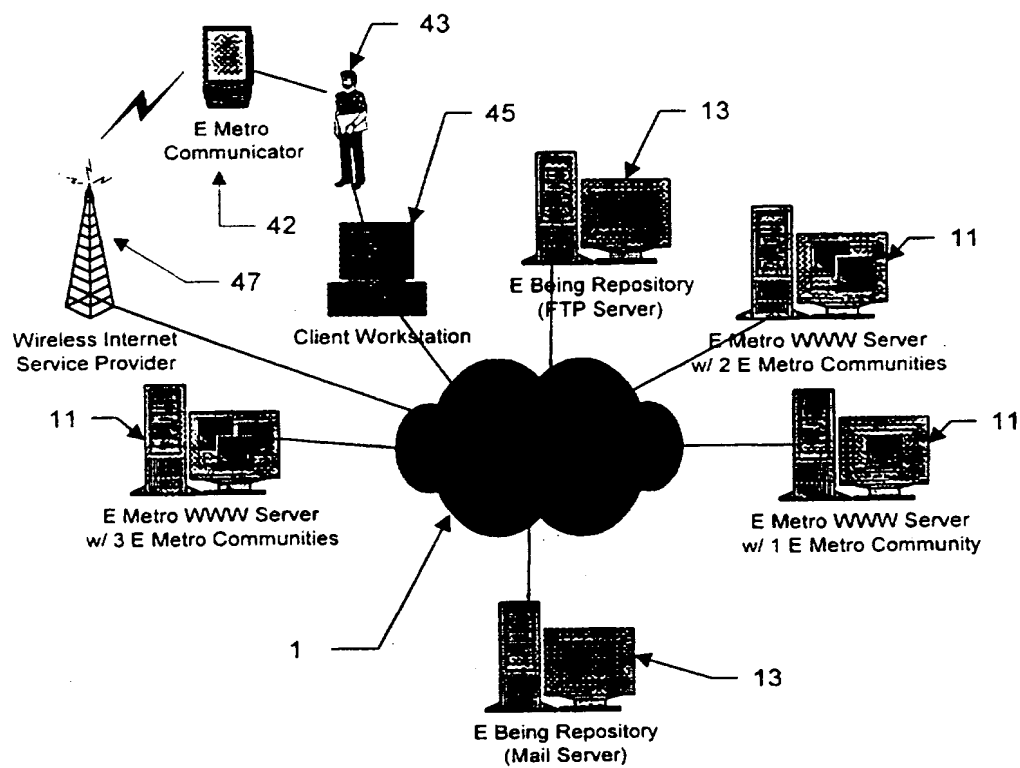 43
E Metro
Communicator
42
45
13
47
Wireless Internet
Service Provider
Client Workstation
E Being Repository
(FTP Server)
11
E Metro WWW Server
w/ 2 E Metro Communities
11
E Metro WWW Server
w/ 3 E Metro Communities
11
E Metro WWW Server
w/ 1 E Metro Community
1
13
E Being Repository
(Mail Server)